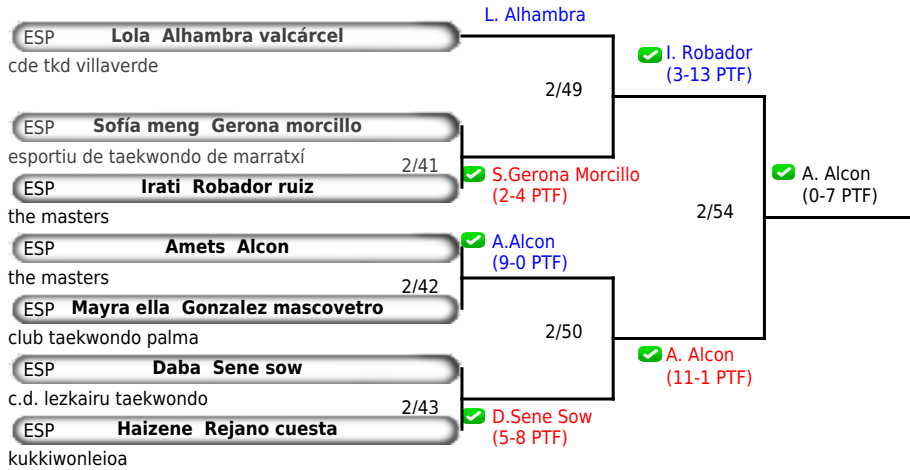 L. Alhambra
ESP Lola Alhambra valcárcel
cde tkd villaverde
I. Robador
(3-13 PTF)
2/49
ESP Sofía meng Gerona morcillo
esportiu de taekwondo de marratxí
2/41
ESP Irati Robador ruiz
the masters
S.Gerona Morcillo
(2-4 PTF)
A. Alcon
(0-7 PTF)
2/54
ESP Amets Alcon
the masters
A.Alcon
(9-0 PTF)
2/42
ESP Mayra ella Gonzalez mascovetro
club taekwondo palma
2/50
ESP Daba Sene sow
c.d. lezkairu taekwondo
A. Alcon
(11-1 PTF)
2/43
ESP Haizene Rejano cuesta
kukkiwonleioa
D.Sene Sow
(5-8 PTF)